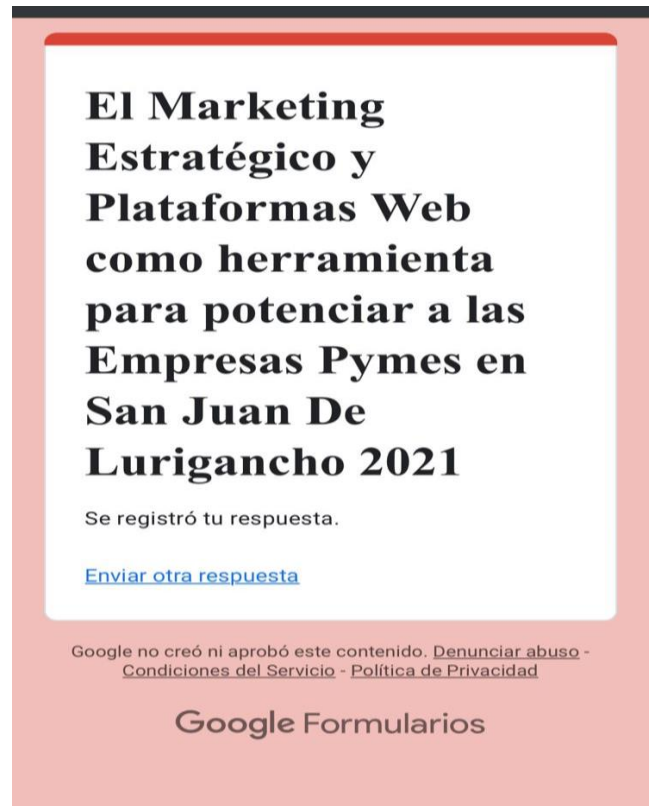 El Marketing
Estratégico y
Plataformas Web
como herramienta
para potenciar a las
Empresas Pymes en
San Juan De
Lurigancho 2021
Se registró tu respuesta.
Enviar otra respuesta
Google no creó ni aprobó este contenido. Denunciar abuso -
Condiciones del Servicio - Política de Privacidad
Google Formularios